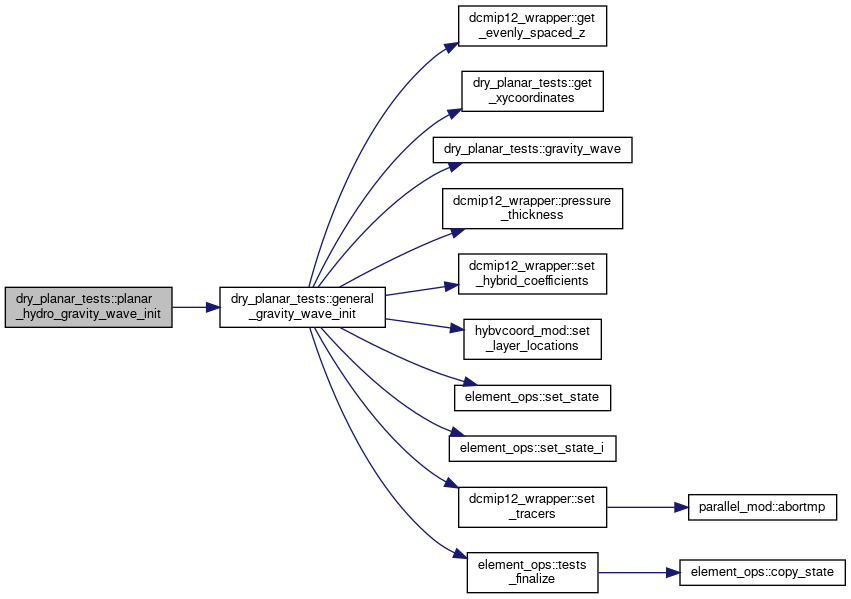 dry_planar_tests::planar
_hydro_gravity_wave_init
dry_planar_tests::general
_gravity_wave_init
dcmip12_wrapper::get
_evenly_spaced_z
dry_planar_tests::get
_xycoordinates
dry_planar_tests::gravity_wave
dcmip12_wrapper::pressure
_thickness
dcmip12_wrapper::set
_hybrid_coefficients
hybvcoord_mod::set
_layer_locations
element_ops::set_state
element_ops::set_state_i
dcmip12_wrapper::set
_tracers
parallel_mod::abortmp
element_ops::tests
_finalize
element_ops::copy_state